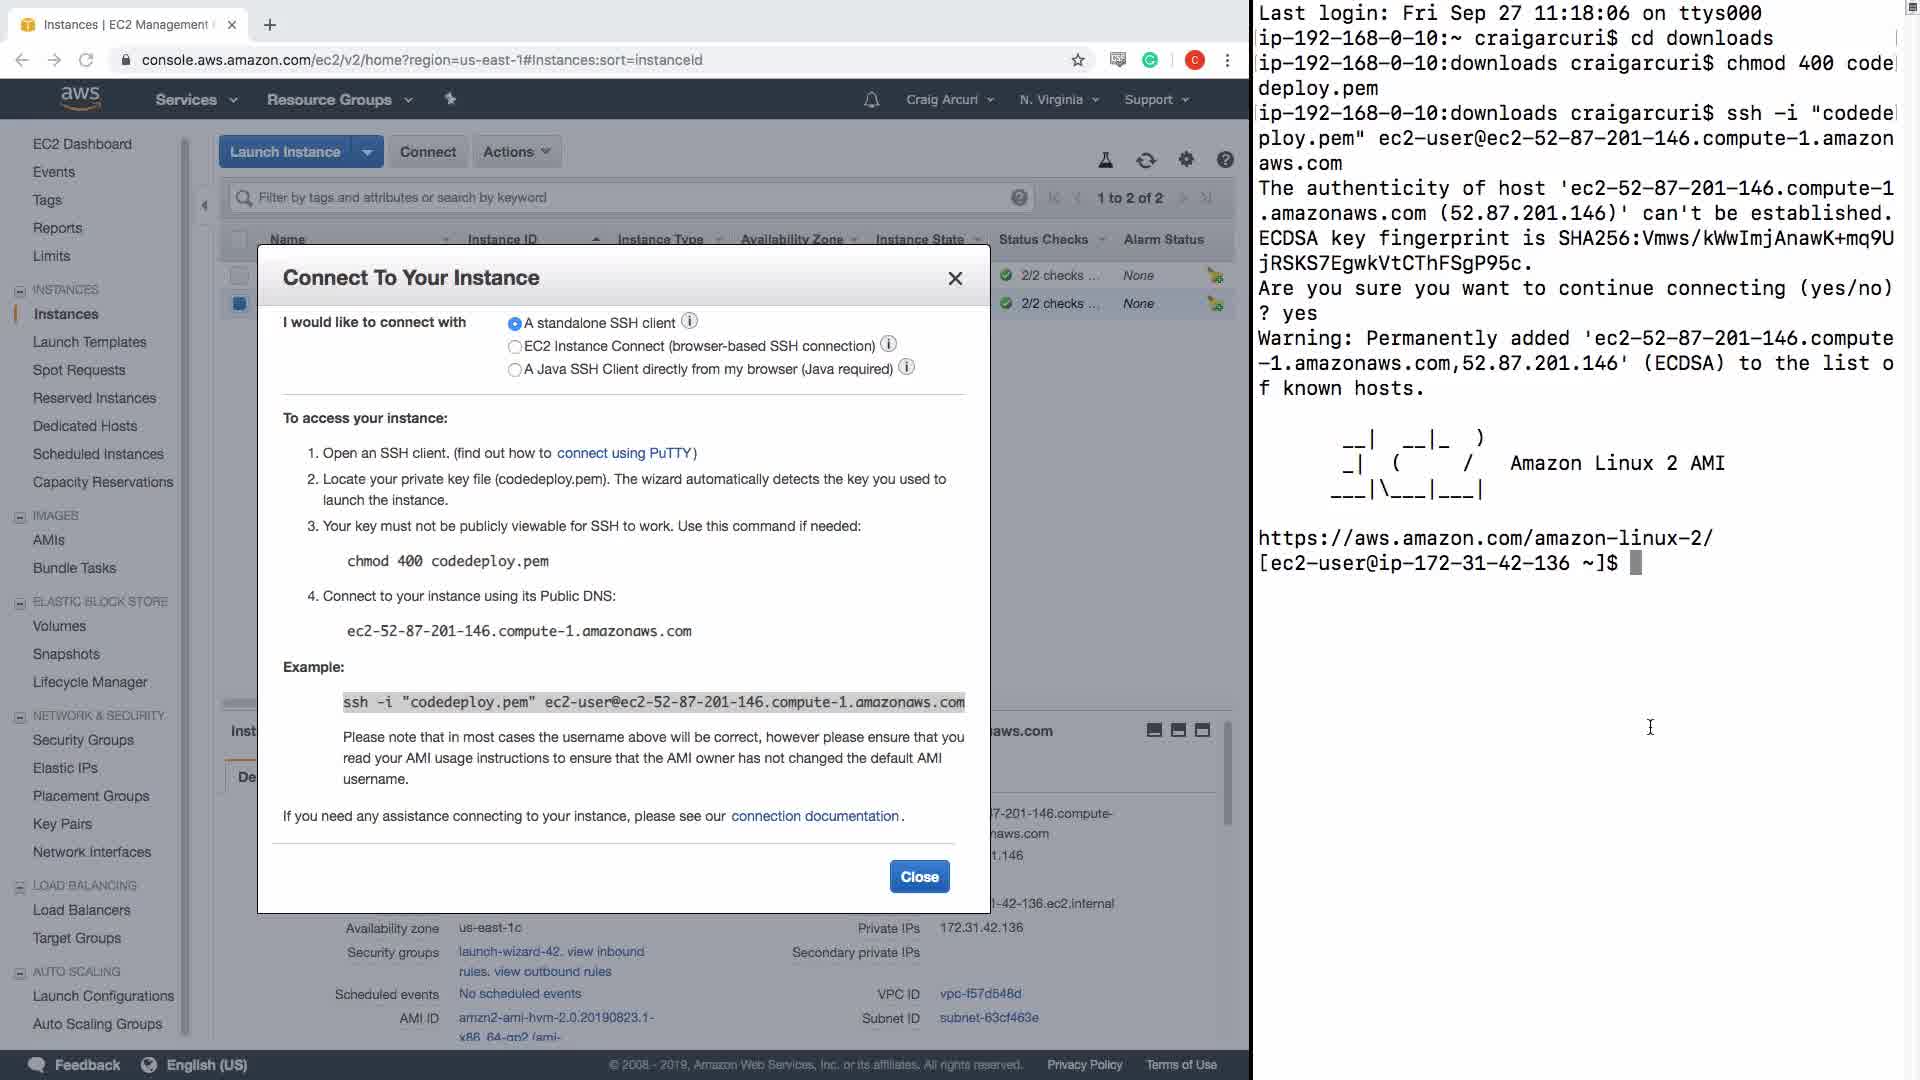 Instances | EC2 Management
console.aws.amazon.com/ec2/v2/home?region=us-east-1#Instances:sort=instanceId
C
aws
Services
Resource Groups
Craig Arcuri
N. Virginia
Support
EC2 Dashboard
Events
Tags
Reports
Limits
INSTANCES
Instances
Launch Templates
Spot Requests
Reserved Instances
Dedicated Hosts
Scheduled Instances
Capacity Reservations
IMAGES
AMIs
Bundle Tasks
ELASTIC BLOCK STORE
Volumes
Snapshots
Lifecycle Manager
NETWORK & SECURITY
Security Groups
Elastic IPs
Placement Groups
Key Pairs
Network Interfaces
LOAD BALANCING
Load Balancers
Target Groups
AUTO SCALING
Launch Configurations
Auto Scaling Groups
Launch Instance
Connect
Actions
Filter by tags and attributes or search by keyword
1 to 2 of 2
Name Instance ID Instance Type Availability Zone Instance State Status Checks Alarm Status
2/2 checks ... None
2/2 checks ... None
Connect To Your Instance
I would like to connect with
A standalone SSH client
EC2 Instance Connect (browser-based SSH connection)
A Java SSH Client directly from my browser (Java required)
To access your instance:
1. Open an SSH client. (find out how to connect using PuTTY)
2. Locate your private key file (codedeploy.pem). The wizard automatically detects the key you used to
launch the instance.
3. Your key must not be publicly viewable for SSH to work. Use this command if needed:
chmod 400 codedeploy.pem
4. Connect to your instance using its Public DNS:
ec2-52-87-201-146.compute-1.amazonaws.com
Example:
ssh -i "codedeploy.pem" ec2-user@ec2-52-87-201-146.compute-1.amazonaws.com
Please note that in most cases the username above will be correct, however please ensure that you
read your AMI usage instructions to ensure that the AMI owner has not changed the default AMI
username.
If you need any assistance connecting to your instance, please see our connection documentation.
Close
Inst
aws.com
De
7-201-146.compute-
naws.com
1.146
1-42-136.ec2.internal
Availability zone us-east-1c
Private IPs 172.31.42.136
Security groups launch-wizard-42. view inbound
rules. view outbound rules
Secondary private IPs
Scheduled events No scheduled events
VPC ID vpc-f57d548d
AMI ID amzn2-ami-hvm-2.0.20190823.1-
x86_64-gp2 (ami-
Subnet ID subnet-63cf463e
Feedback
English (US)
© 2008 - 2019, Amazon Web Services, Inc. or its affiliates. All rights reserved.
Privacy Policy
Terms of Use
Last login: Fri Sep 27 11:18:06 on ttys000
ip-192-168-0-10:~ craigarcuri$ cd downloads
ip-192-168-0-10:downloads craigarcuri$ chmod 400 code
deploy.pem
ip-192-168-0-10:downloads craigarcuri$ ssh -i "codede
ploy.pem" ec2-user@ec2-52-87-201-146.compute-1.amazon
aws.com
The authenticity of host 'ec2-52-87-201-146.compute-1
.amazonaws.com (52.87.201.146)' can't be established.
ECDSA key fingerprint is SHA256:Vmws/kWwImjAnawK+mq9U
jRSKS7EgwkVtCThFSgP95c.
Are you sure you want to continue connecting (yes/no)
? yes
Warning: Permanently added 'ec2-52-87-201-146.compute
-1.amazonaws.com,52.87.201.146' (ECDSA) to the list o
f known hosts.
__|  __|_  )
_|  (     /   Amazon Linux 2 AMI
___|\___|___|
https://aws.amazon.com/amazon-linux-2/
[ec2-user@ip-172-31-42-136 ~]$